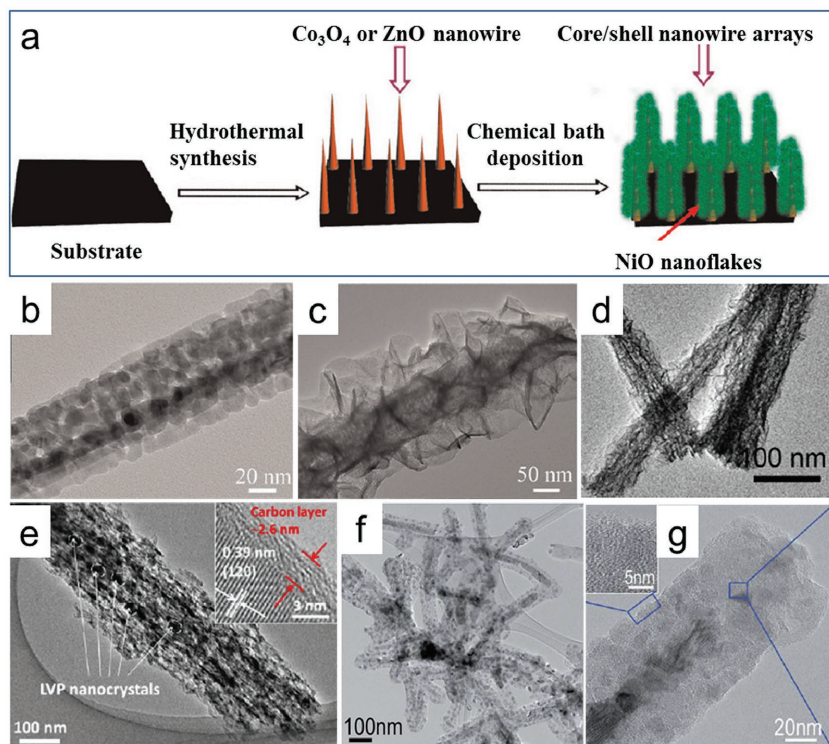 a
Co₃O₄ or ZnO nanowire
Core/shell nanowire arrays
Hydrothermal
synthesis
Chemical bath
deposition
Substrate
NiO nanoflakes
b
20 nm
c
50 nm
d
100 nm
e
Carbon layer
~2.6 nm
0.39 nm
(120)
3 nm
LVP nanocrystals
100 nm
f
100nm
g
5nm
20nm